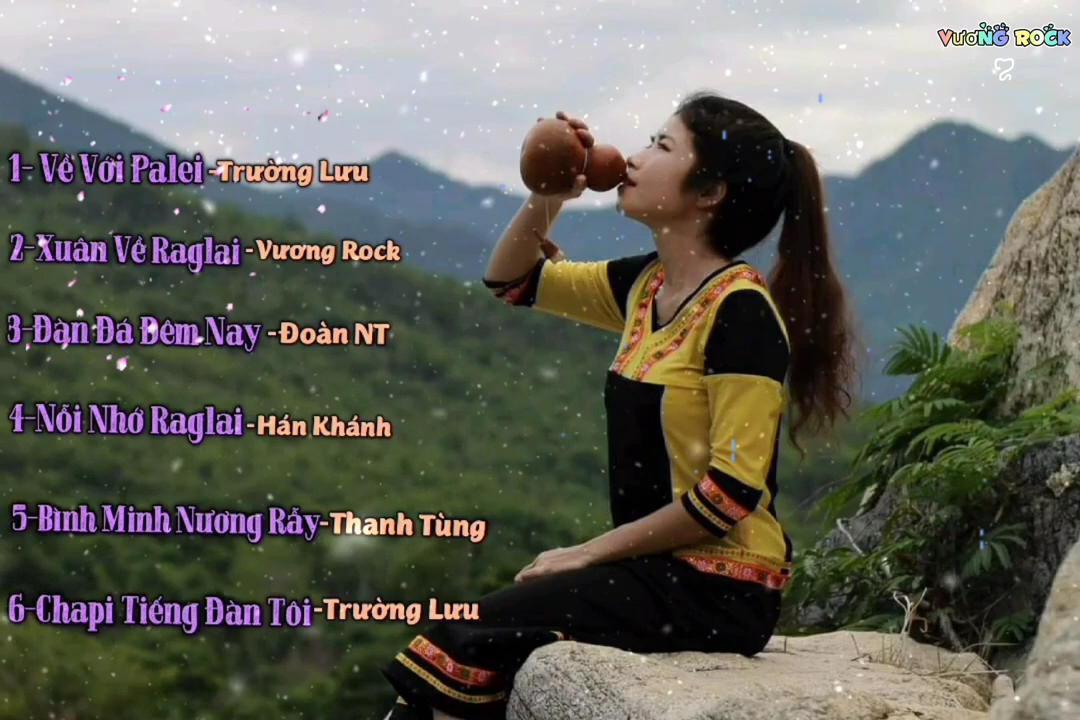 VƯƠNG ROCK
1- Về Với Palei -Trường Lưu
2-Xuân Về Raglai -Vương Rock
3-Đàn Đá Đêm Nay -Đoàn NT
4-Nỗi Nhớ Raglai -Hán Khánh
5-Bình Minh Nương Rẫy-Thanh Tùng
6-Chapi Tiếng Đàn Tôi-Trường Lưu